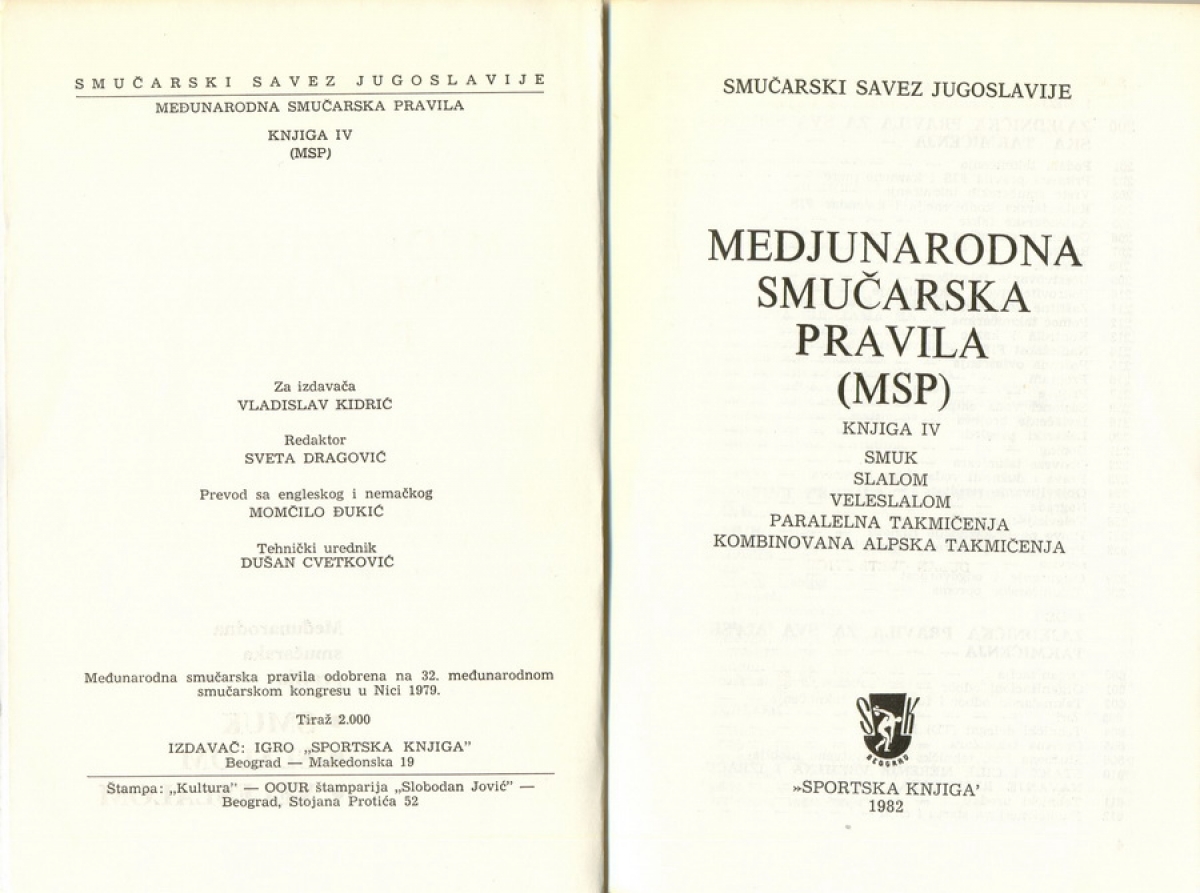 SMUČARSKI SAVEZ JUGOSLAVIJE
MEĐUNARODNA SMUČARSKA PRAVILA
KNJIGA IV
(MSP)
Za izdavača
VLADISLAV KIDRIĆ
Redaktor
SVETA DRAGOVIĆ
Prevod sa engleskog i nemačkog
MOMČILO ĐUKIĆ
Tehnički urednik
DUŠAN CVETKOVIĆ
Međunarodna smučarska pravila odobrena na 32. međunarodnom
smučarskom kongresu u Nici 1979.
Tiraž 2.000
IZDAVAČ: IGRO „SPORTSKA KNJIGA”
Beograd — Makedonska 19
Štampa: „Kultura” — OOUR štamparija „Slobodan Jović” —
Beograd, Stojana Protića 52
SMUČARSKI SAVEZ JUGOSLAVIJE
MEDJUNARODNA
SMUČARSKA
PRAVILA
(MSP)
KNJIGA IV
SMUK
SLALOM
VELESLALOM
PARALELNA TAKMIČENJA
KOMBINOVANA ALPSKA TAKMIČENJA
S K
BEOGRAD
»SPORTSKA KNJIGA'
1982